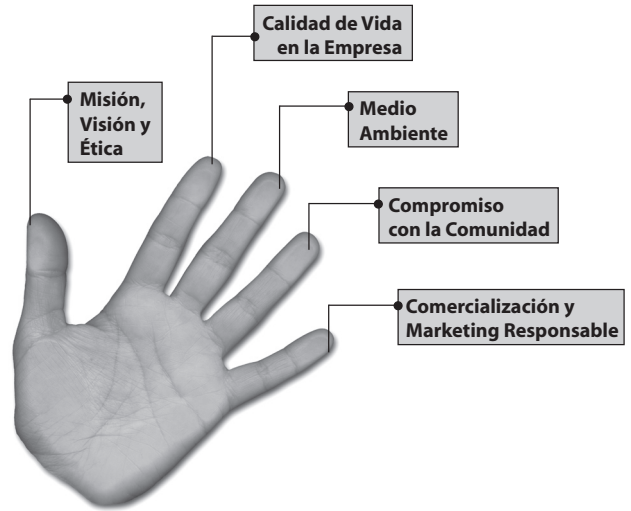 Calidad de Vida
en la Empresa
Misión,
Visión y
Ética
Medio
Ambiente
Compromiso
con la Comunidad
Comercialización y
Marketing Responsable